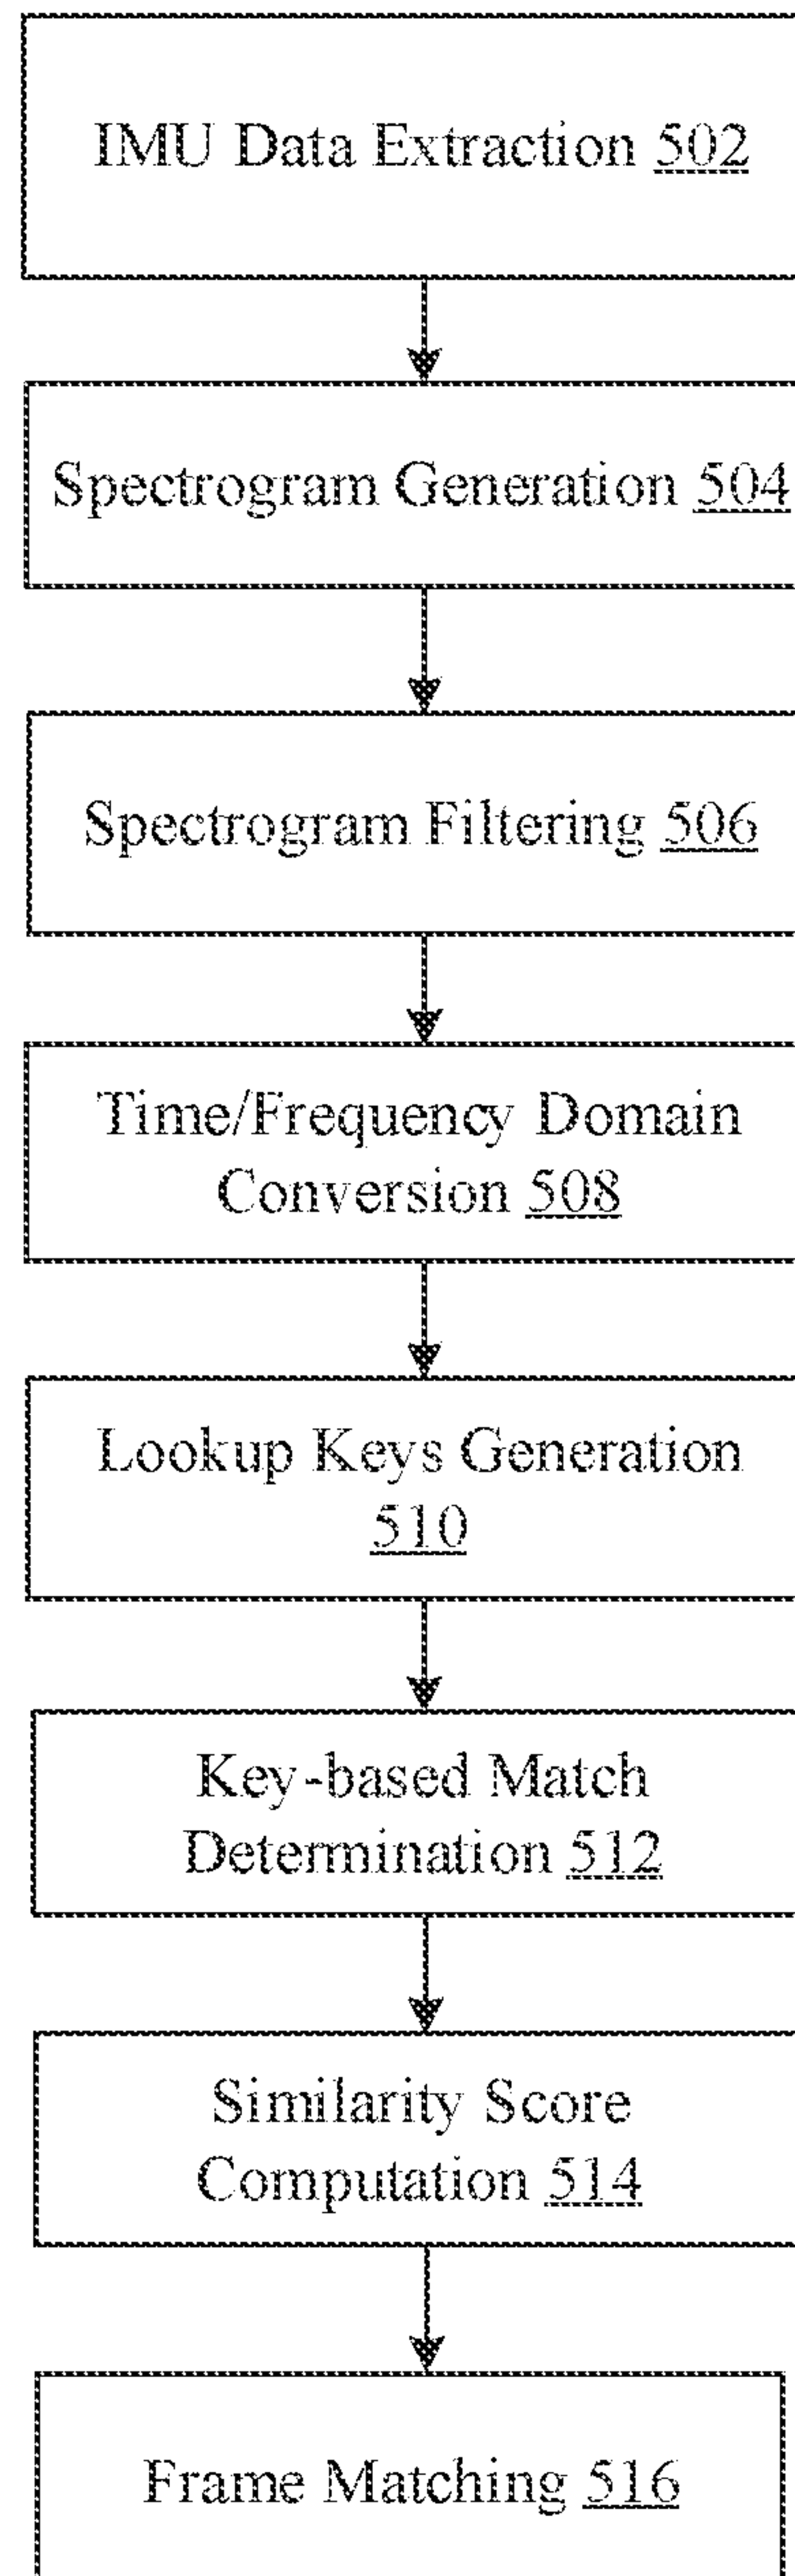 IMU Data Extraction 502
Spectrogram Generation 504
Spectrogram Filtering 506
Time/Frequency Domain
Conversion 508
Lookup Keys Generation
510
Key-based Match
Determination 512
Similarity Score
Computation 514
Frame Matching 516